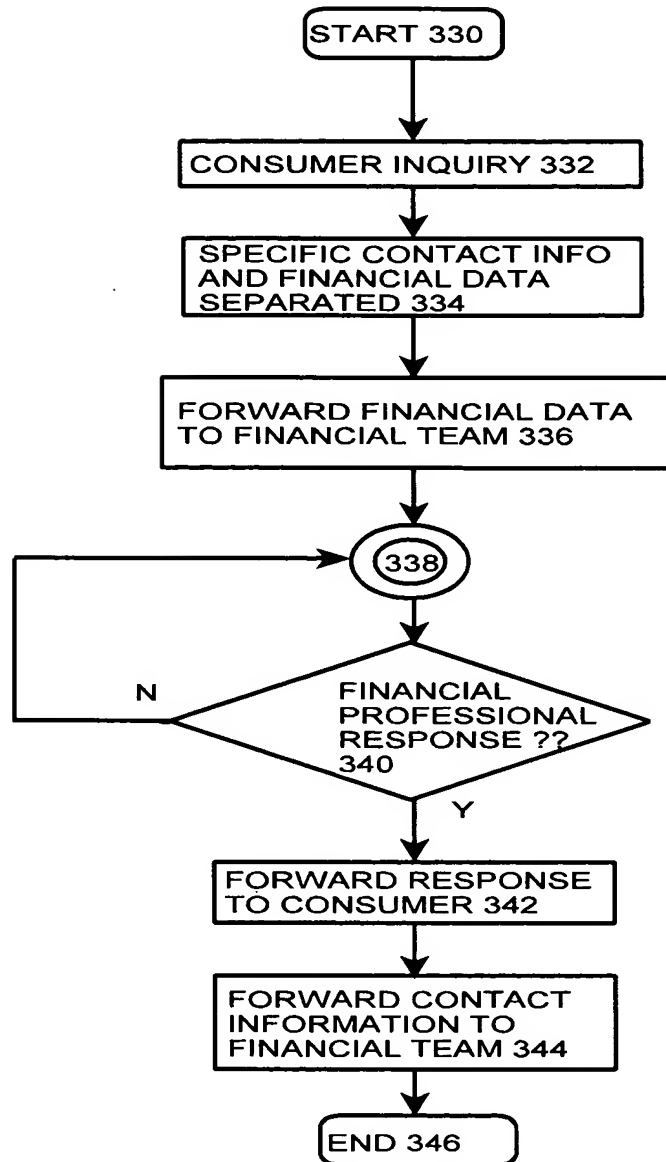 START 330
CONSUMER INQUIRY 332
SPECIFIC CONTACT INFO
AND FINANCIAL DATA
SEPARATED 334
FORWARD FINANCIAL DATA
TO FINANCIAL TEAM 336
338
N
FINANCIAL
PROFESSIONAL
RESPONSE ??
340
Y
FORWARD RESPONSE
TO CONSUMER 342
FORWARD CONTACT
INFORMATION TO
FINANCIAL TEAM 344
END 346